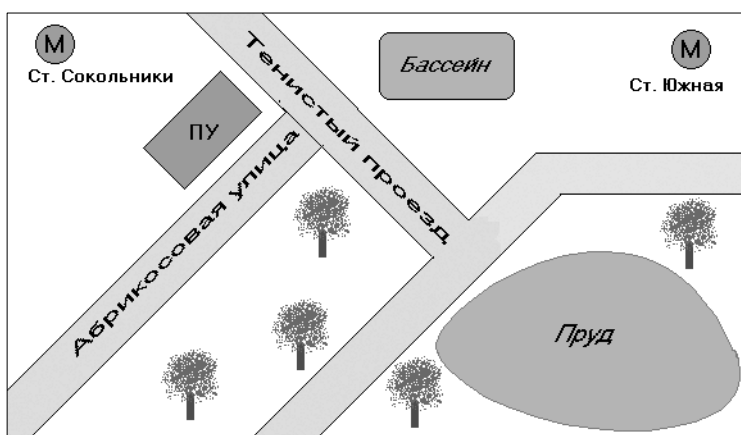 М
Ст. Сокольники
ПУ
Абрикосовая улица
Тенистый проезд
Бассейн
М
Ст. Южная
Пруд